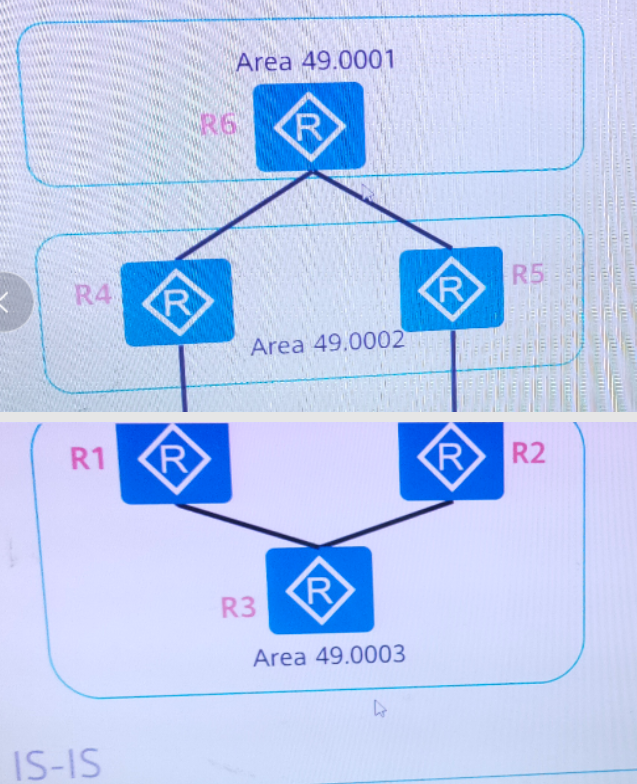 Area 49.0001
R6
R
R4
R
R
R5
Area 49.0002
R1
R
R
R2
R3
R
Area 49.0003
IS-IS